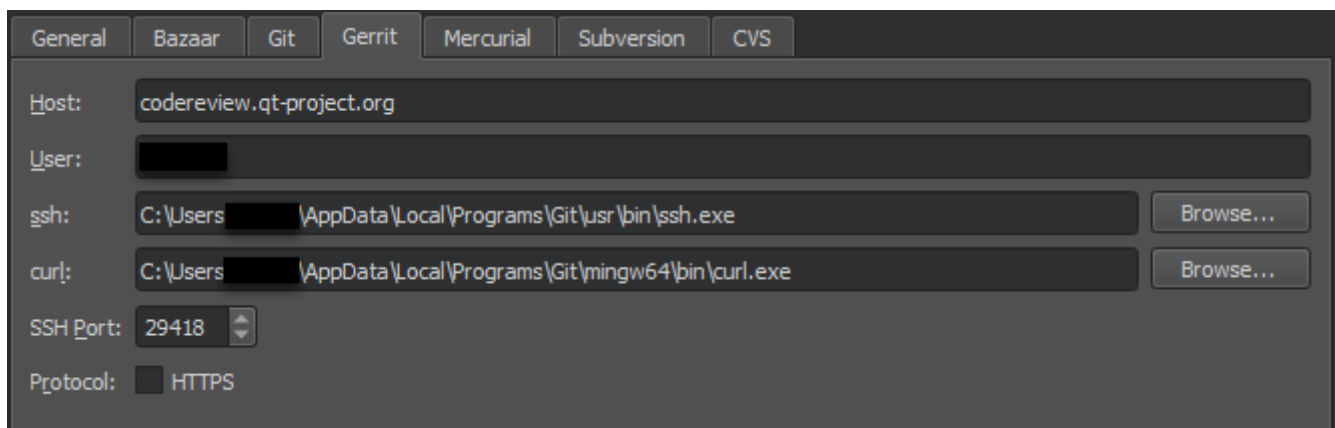 General Bazaar Git Gerrit Mercurial Subversion CVS
Host: codereview.qt-project.org
User:
ssh: C:\Users \AppData\Local\Programs\Git\usr\bin\ssh.exe Browse...
curl: C:\Users \AppData\Local\Programs\Git\mingw64\bin\curl.exe Browse...
SSH Port: 29418
Protocol: HTTPS